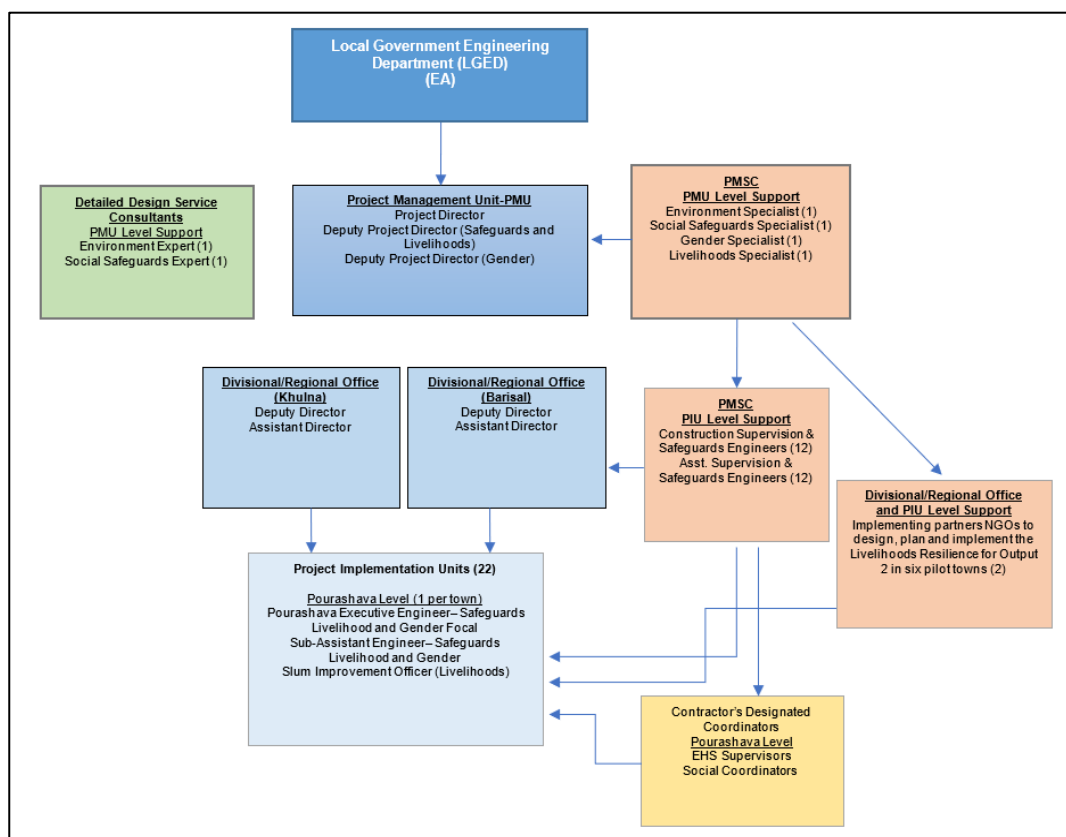 Local Government Engineering
Department (LGED)
(EA)
Detailed Design Service
Consultants
PMU Level Support
Environment Expert (1)
Social Safeguards Expert (1)
Project Management Unit-PMU
Project Director
Deputy Project Director (Safeguards and
Livelihoods)
Deputy Project Director (Gender)
PMSC
PMU Level Support
Environment Specialist (1)
Social Safeguards Specialist (1)
Gender Specialist (1)
Livelihoods Specialist (1)
Divisional/Regional Office
(Khulna)
Deputy Director
Assistant Director
Divisional/Regional Office
(Barisal)
Deputy Director
Assistant Director
PMSC
PIU Level Support
Construction Supervision &
Safeguards Engineers (12)
Asst. Supervision &
Safeguards Engineers (12)
Divisional/Regional Office
and PIU Level Support
Implementing partners NGOs to
design, plan and implement the
Livelihoods Resilience for Output
2 in six pilot towns (2)
Project Implementation Units (22)
Pourashava Level (1 per town)
Pourashava Executive Engineer– Safeguards
Livelihood and Gender Focal
Sub-Assistant Engineer– Safeguards
Livelihood and Gender
Slum Improvement Officer (Livelihoods)
Contractor's Designated
Coordinators
Pourashava Level
EHS Supervisors
Social Coordinators